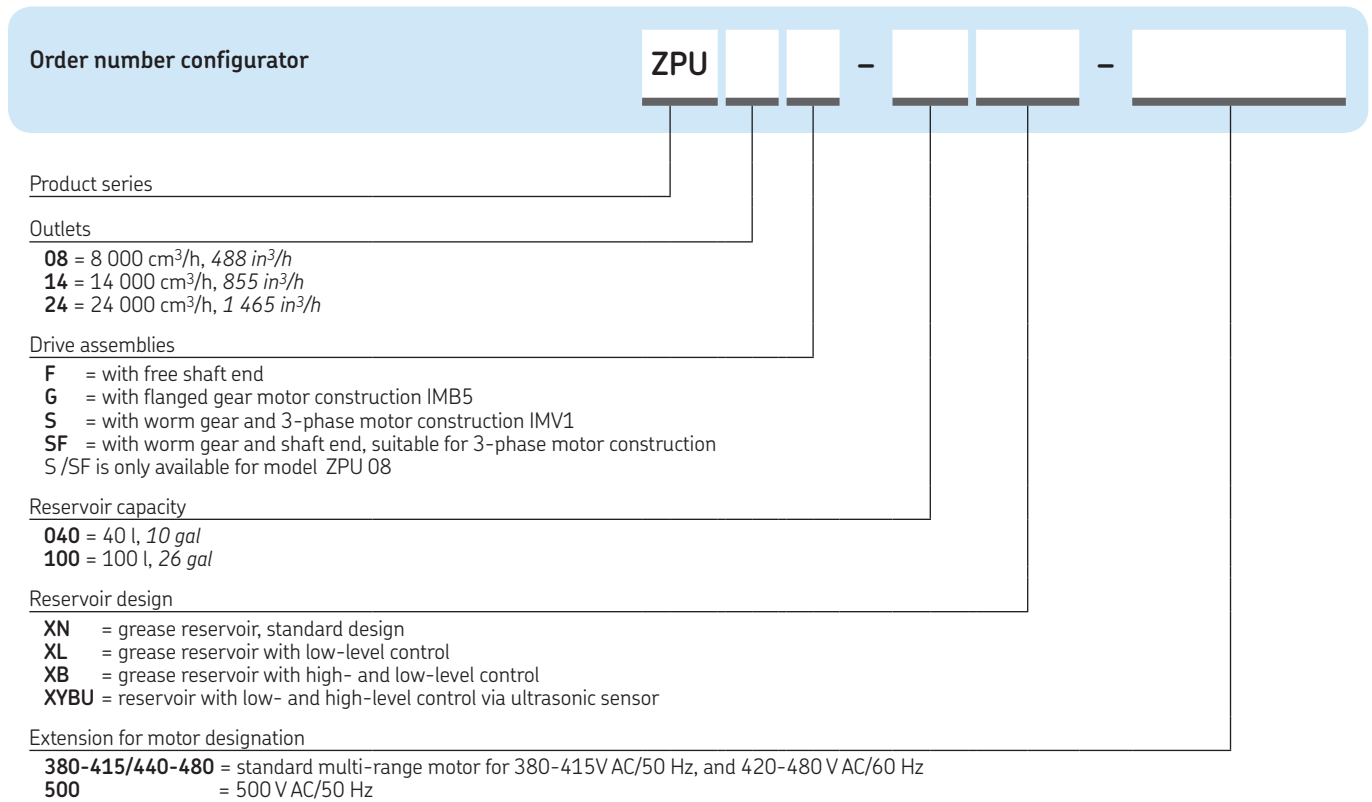 Order number configurator ZPU – –
Product series
Outlets
08 = 8 000 cm³/h, 488 in³/h
14 = 14 000 cm³/h, 855 in³/h
24 = 24 000 cm³/h, 1 465 in³/h
Drive assemblies
F = with free shaft end
G = with flanged gear motor construction IMB5
S = with worm gear and 3-phase motor construction IMV1
SF = with worm gear and shaft end, suitable for 3-phase motor construction
S /SF is only available for model ZPU 08
Reservoir capacity
040 = 40 l, 10 gal
100 = 100 l, 26 gal
Reservoir design
XN = grease reservoir, standard design
XL = grease reservoir with low-level control
XB = grease reservoir with high- and low-level control
XYBU = reservoir with low- and high-level control via ultrasonic sensor
Extension for motor designation
380-415/440-480 = standard multi-range motor for 380-415V AC/50 Hz, and 420-480 V AC/60 Hz
500 = 500 V AC/50 Hz